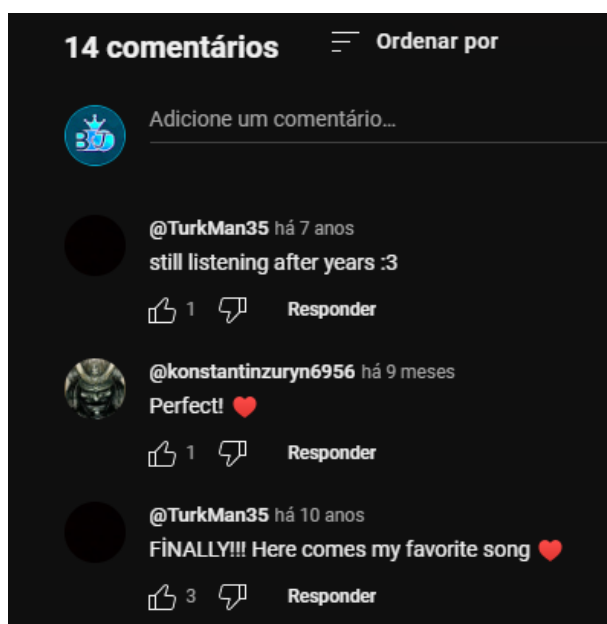 14 comentários Ordenar por
BJ
Adicione um comentário...
@TurkMan35 há 7 anos
still listening after years :3
1 Responder
@konstantinzuryn6956 há 9 meses
Perfect! ❤
1 Responder
@TurkMan35 há 10 anos
FİNALLY!!! Here comes my favorite song ❤
3 Responder